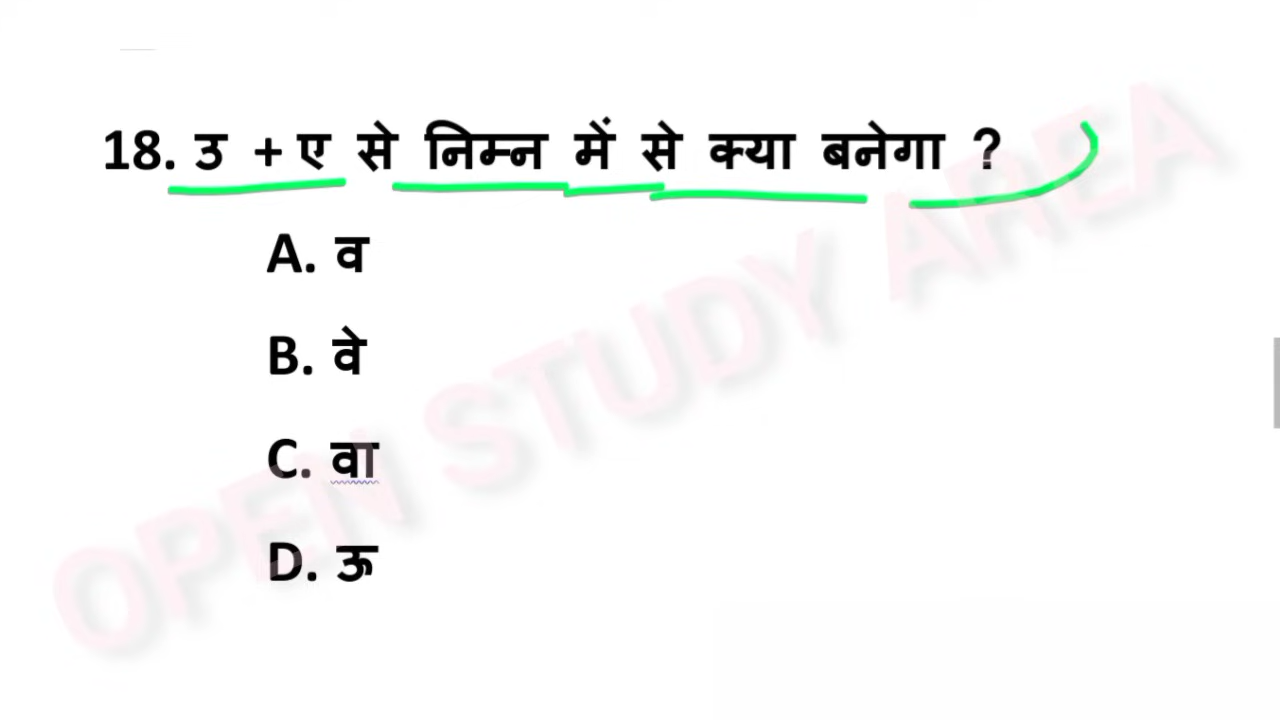 18. उ + ए से निम्न में से क्या बनेगा ?
A. व
B. वे
C. वा
D. ऊ
OPEN STUDY AREA